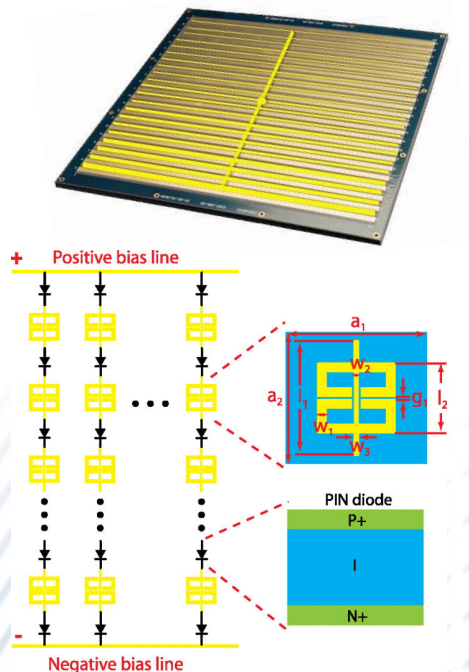 + Positive bias line
a₁
W₂
a₂
l₁
g₁
l₂
W₁
W₃
PIN diode
P+
I
N+
-
Negative bias line